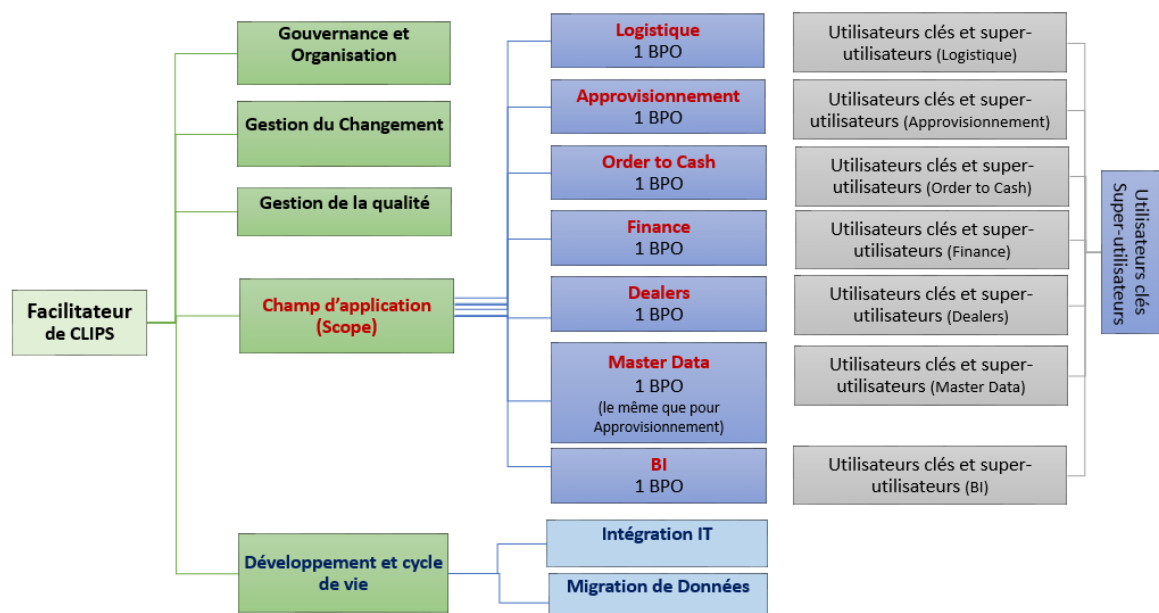 Facilitateur
de CLIPS
Gouvernance et
Organisation
Gestion du Changement
Gestion de la qualité
Champ d’application
(Scope)
Développement et cycle
de vie
Logistique
1 BPO
Approvisionnement
1 BPO
Order to Cash
1 BPO
Finance
1 BPO
Dealers
1 BPO
Master Data
1 BPO
(le même que pour
Approvisionnement)
BI
1 BPO
Intégration IT
Migration de Données
Utilisateurs clés et super-
utilisateurs (Logistique)
Utilisateurs clés et super-
utilisateurs (Approvisionnement)
Utilisateurs clés et super-
utilisateurs (Order to Cash)
Utilisateurs clés et super-
utilisateurs (Finance)
Utilisateurs clés et super-
utilisateurs (Dealers)
Utilisateurs clés et super-
utilisateurs (Master Data)
Utilisateurs clés et super-
utilisateurs (BI)
Utilisateurs clés
Super-utilisateurs